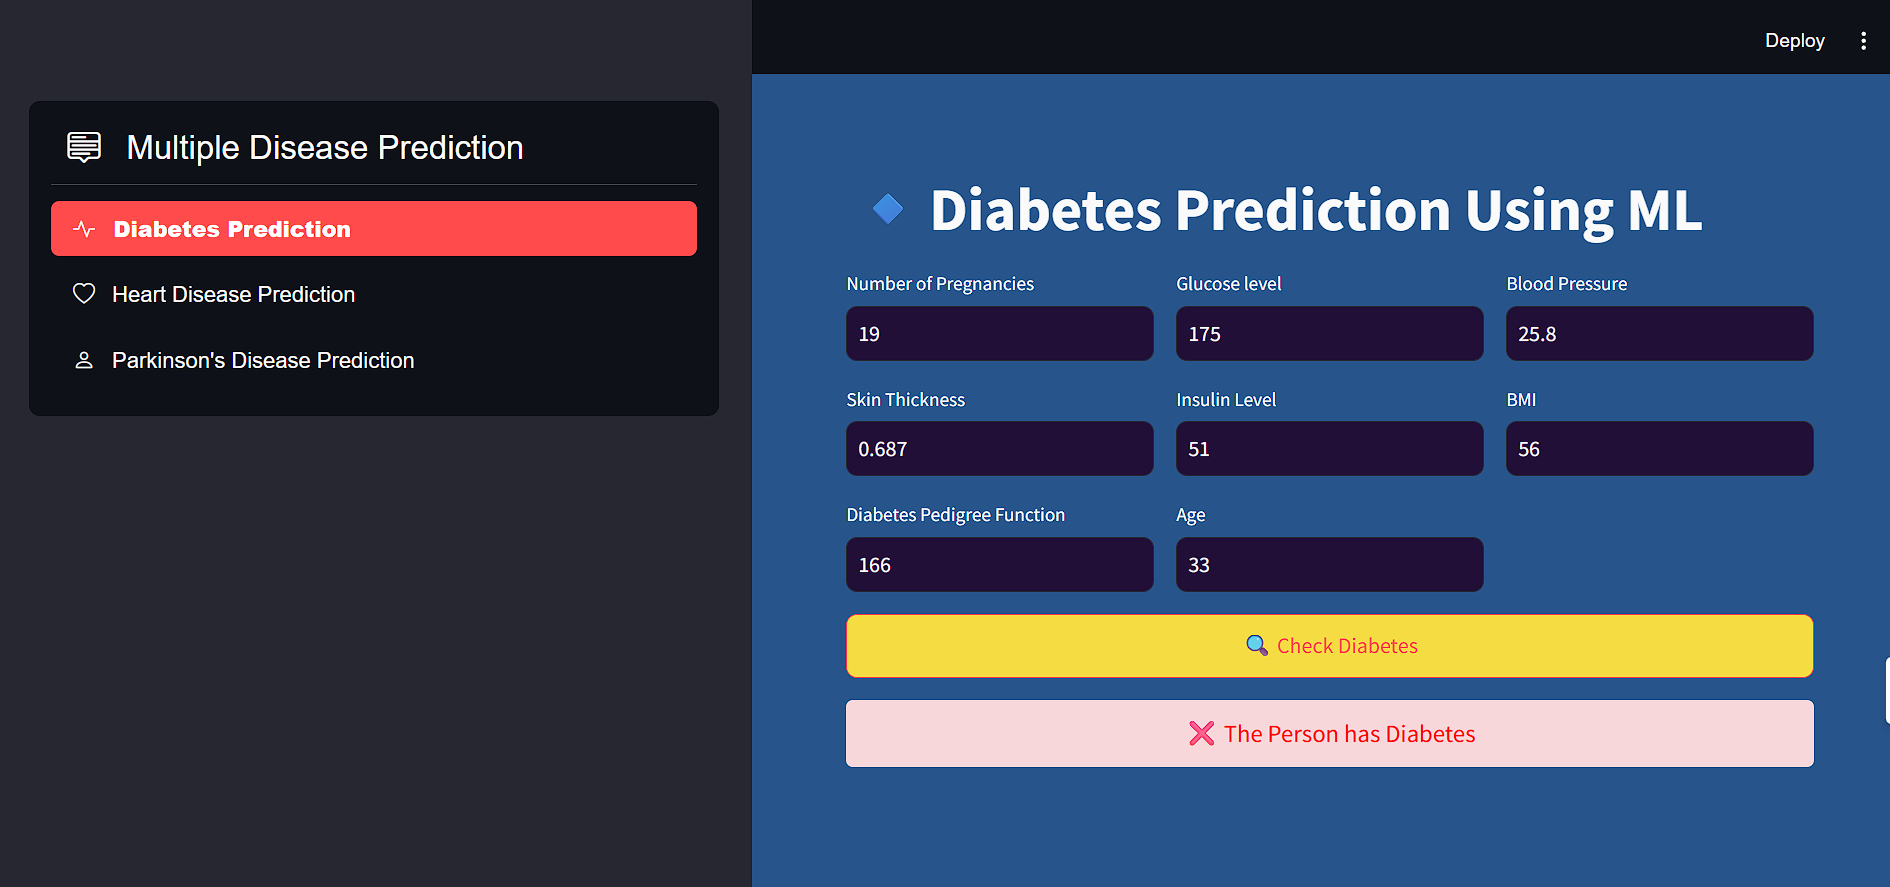 Deploy
Multiple Disease Prediction
Diabetes Prediction
Heart Disease Prediction
Parkinson's Disease Prediction
Diabetes Prediction Using ML
Number of Pregnancies
19
Glucose level
175
Blood Pressure
25.8
Skin Thickness
0.687
Insulin Level
51
BMI
56
Diabetes Pedigree Function
166
Age
33
Check Diabetes
The Person has Diabetes